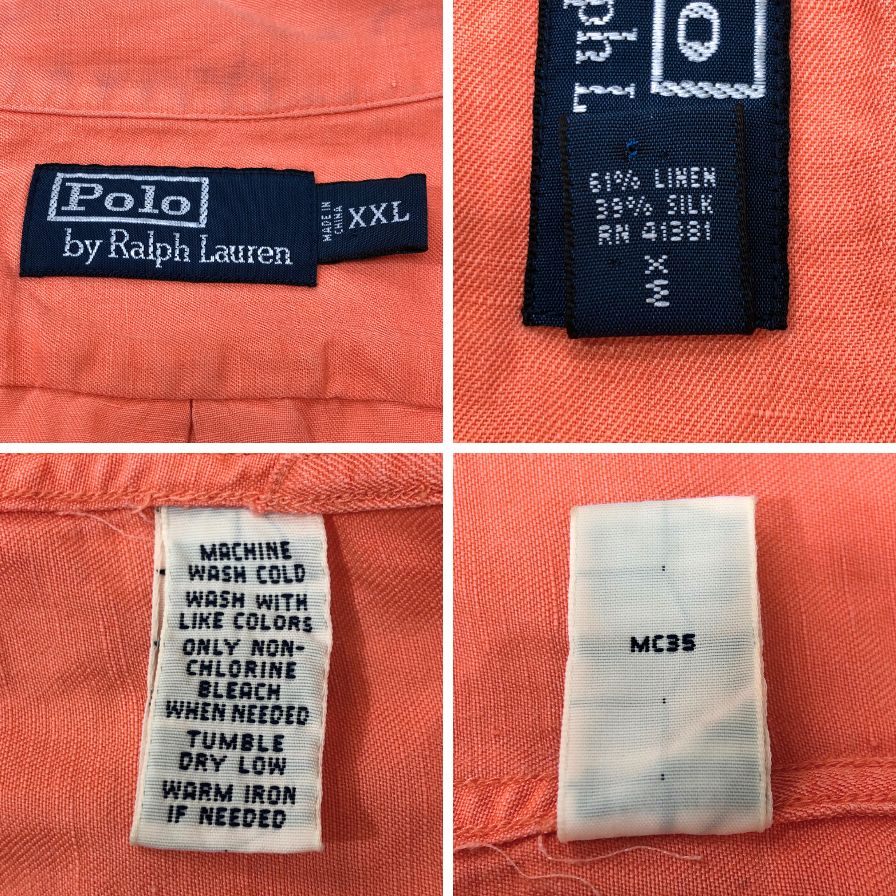 Polo
by Ralph Lauren
MADE IN
CHINA
XXL
o
ph L
61% LINEN
39% SILK
RN 41381
X
M
MACHINE
WASH COLD
WASH WITH
LIKE COLORS
ONLY NON-
CHLORINE
BLEACH
WHEN NEEDED
TUMBLE
DRY LOW
WARM IRON
IF NEEDED
MC35